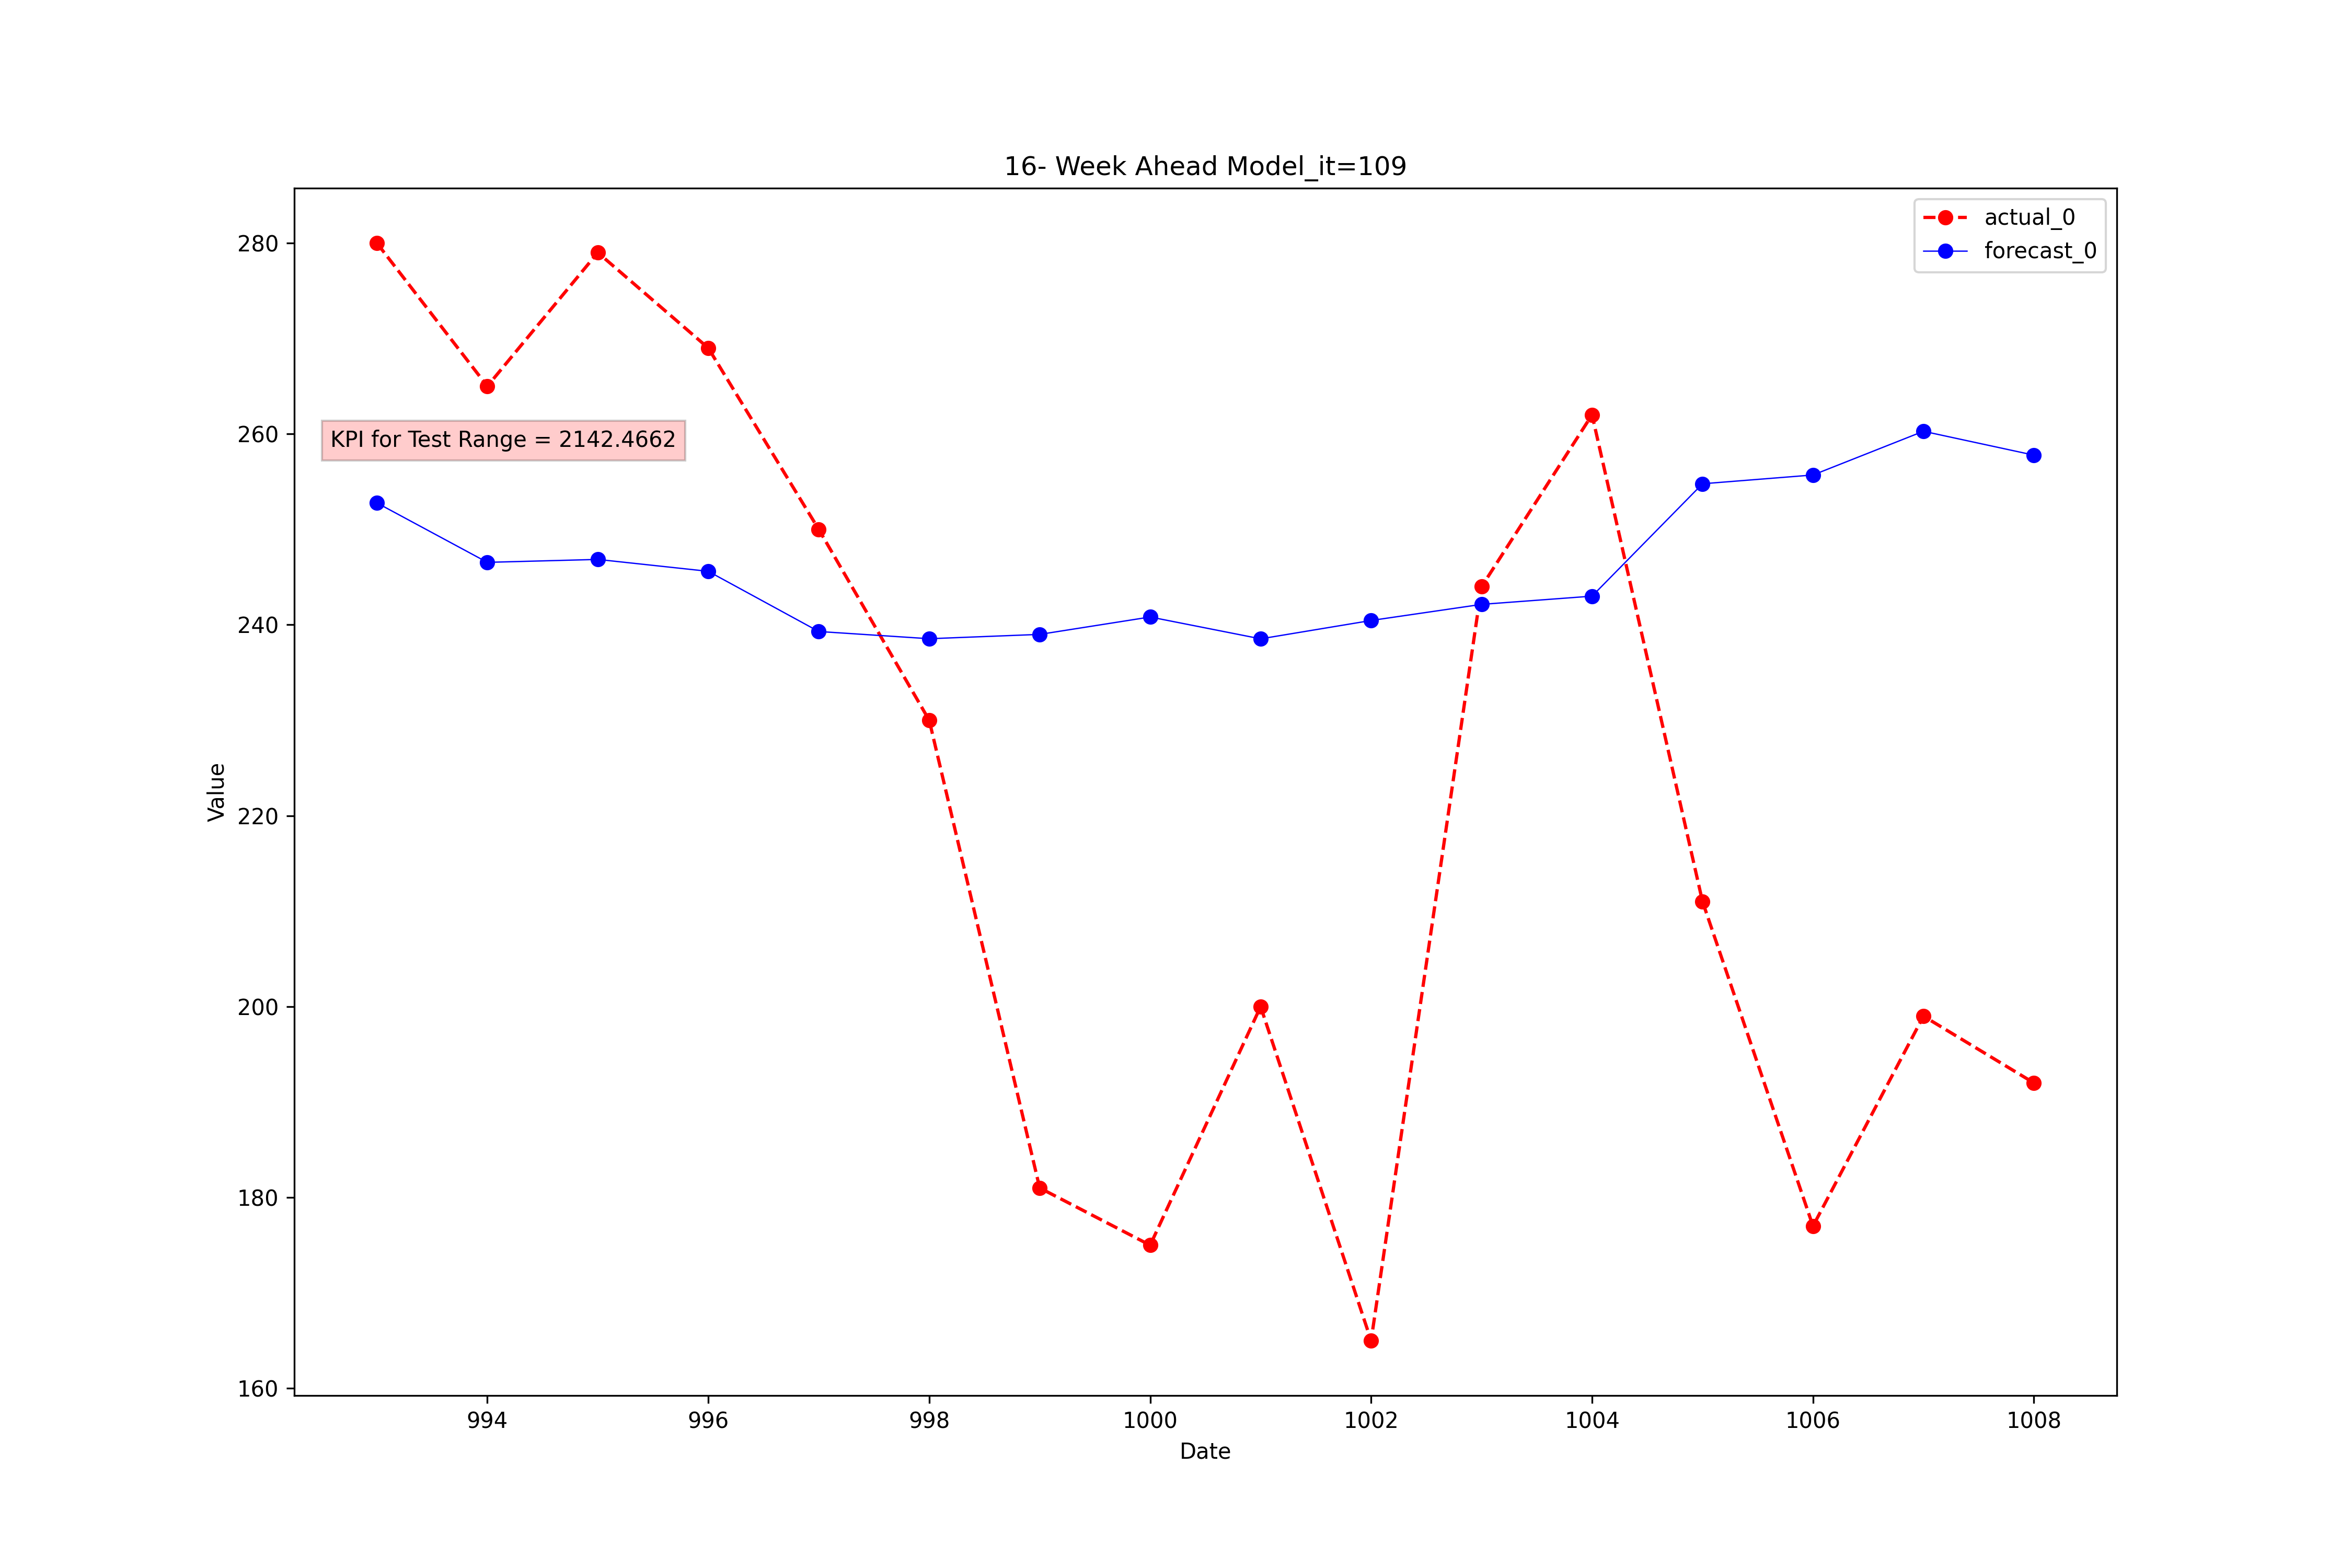 16- Week Ahead Model_it=109
actual_0
forecast_0
KPI for Test Range = 2142.4662
Value
280
260
240
220
200
180
160
994 996 998 1000 1002 1004 1006 1008
Date